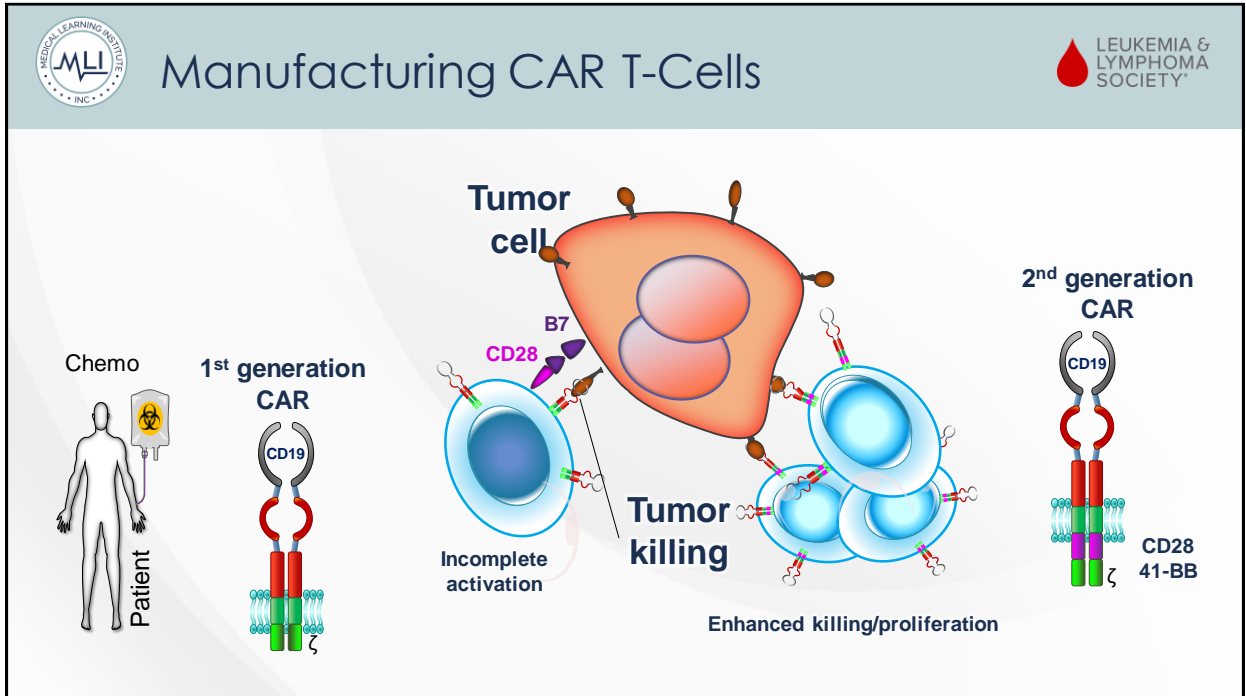 MEDICAL LEARNING INSTITUTE
MLI
INC
Manufacturing CAR T-Cells
LEUKEMIA &
LYMPHOMA
SOCIETY®
Chemo
Patient
1st generation
CAR
CD19
ζ
Tumor
cell
B7
CD28
Incomplete
activation
Tumor
killing
Enhanced killing/proliferation
2nd generation
CAR
CD19
CD28
41-BB
ζ